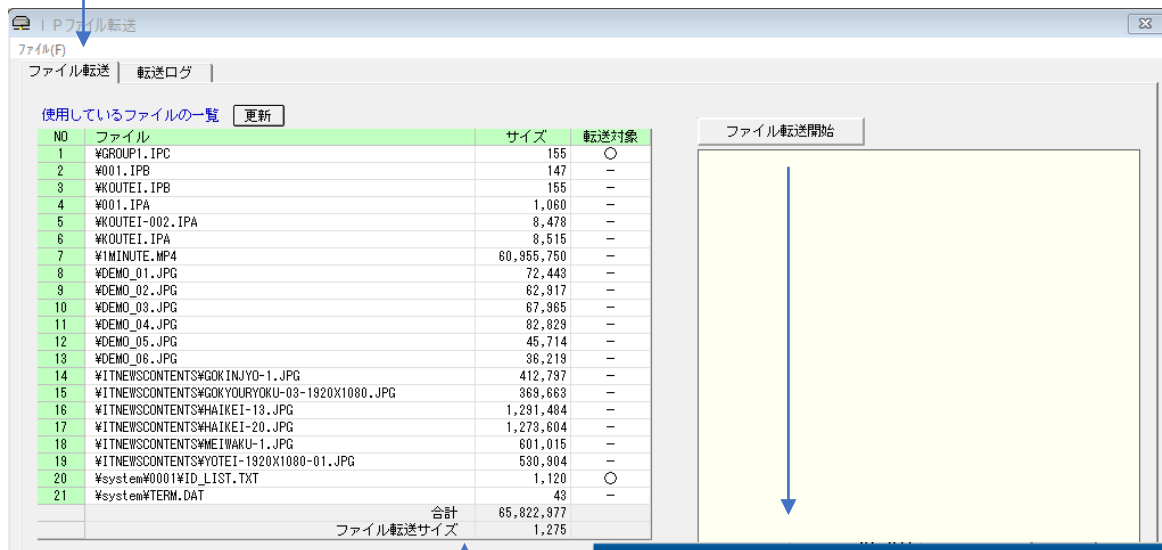 IPファイル転送
ファイル(F)
ファイル転送 転送ログ
使用しているファイルの一覧 更新
ファイル転送開始
NO ファイル サイズ 転送対象
1 ¥GROUP1.IPC 155 ○
2 ¥001.IPB 147 −
3 ¥KOUTEI.IPB 155 −
4 ¥001.IPA 1,060 −
5 ¥KOUTEI-002.IPA 8,478 −
6 ¥KOUTEI.IPA 8,515 −
7 ¥1MINUTE.MP4 60,955,750 −
8 ¥DEMO_01.JPG 72,443 −
9 ¥DEMO_02.JPG 62,917 −
10 ¥DEMO_03.JPG 67,965 −
11 ¥DEMO_04.JPG 82,829 −
12 ¥DEMO_05.JPG 45,714 −
13 ¥DEMO_06.JPG 36,219 −
14 ¥ITNEWSCONTENTS¥GOKINJYO-1.JPG 412,797 −
15 ¥ITNEWSCONTENTS¥GOKYOURYOKU-03-1920X1080.JPG 369,663 −
16 ¥ITNEWSCONTENTS¥HAIKEI-13.JPG 1,291,484 −
17 ¥ITNEWSCONTENTS¥HAIKEI-20.JPG 1,273,604 −
18 ¥ITNEWSCONTENTS¥MEIWAKU-1.JPG 601,015 −
19 ¥ITNEWSCONTENTS¥YOTEI-1920X1080-01.JPG 530,904 −
20 ¥system¥0001¥ID_LIST.TXT 1,120 ○
21 ¥system¥TERM.DAT 43 −
合計 65,822,977
ファイル転送サイズ 1,275